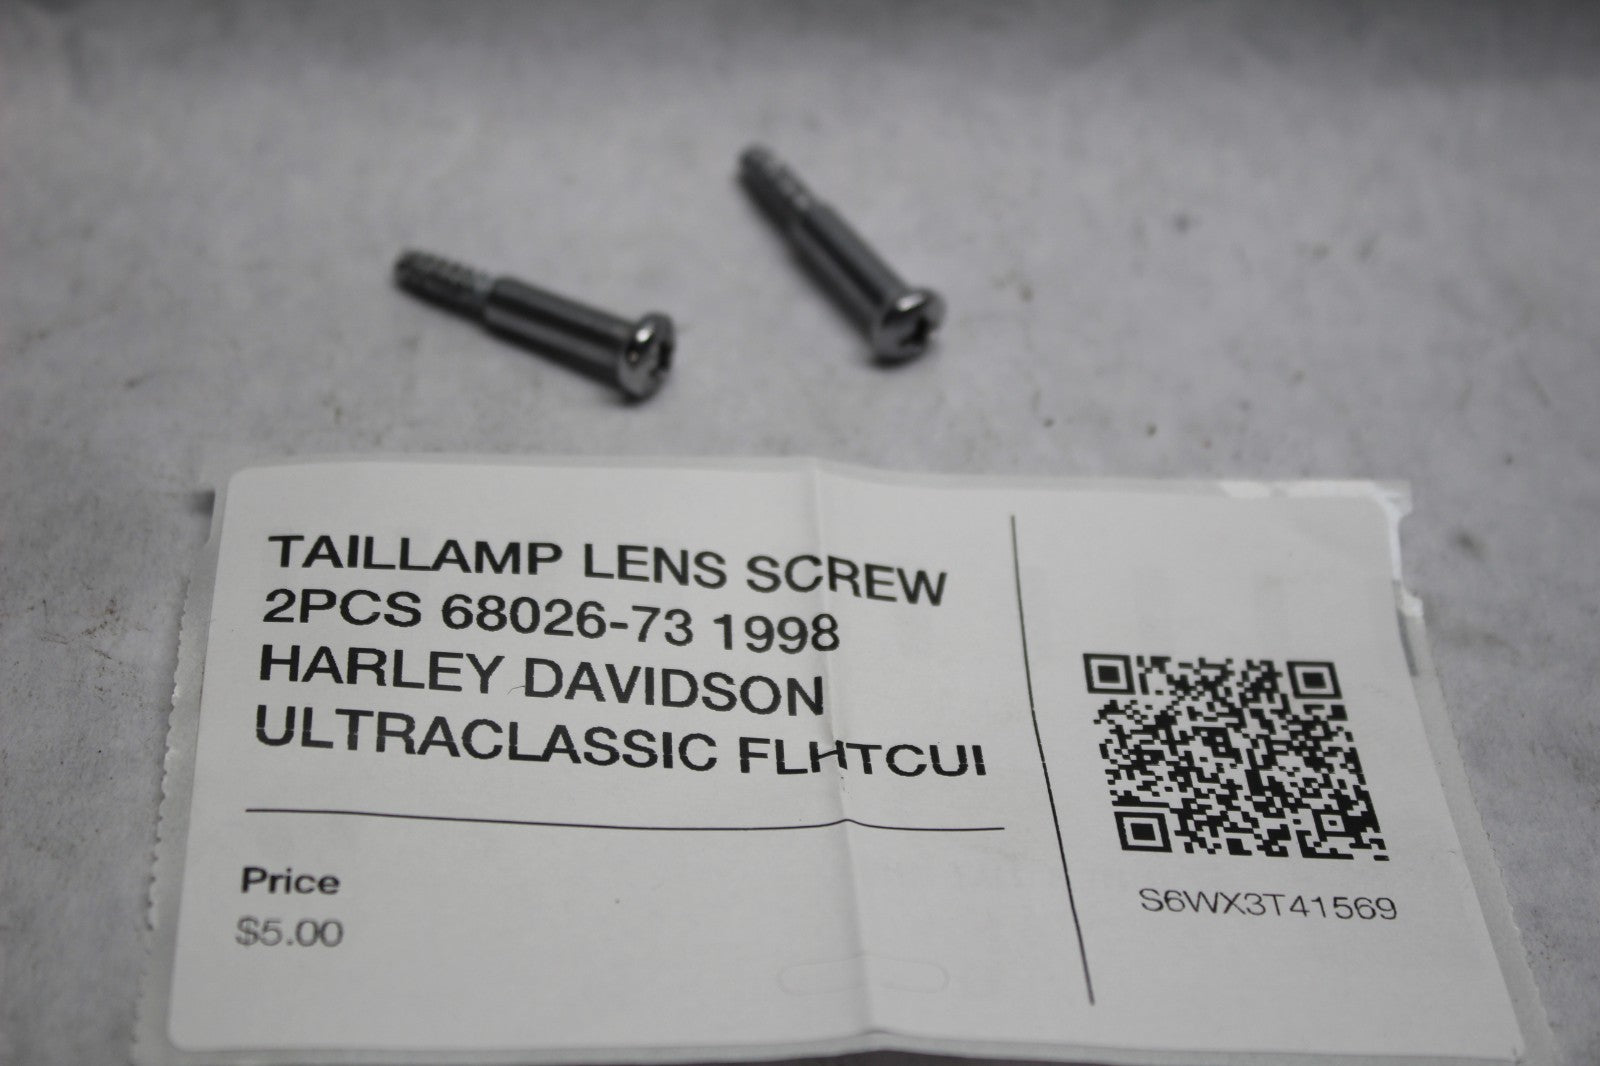 TAILLAMP LENS SCREW
2PCS 68026-73 1998
HARLEY DAVIDSON
ULTRACLASSIC FLHTCUI
Price
$5.00
S6WX3T41569